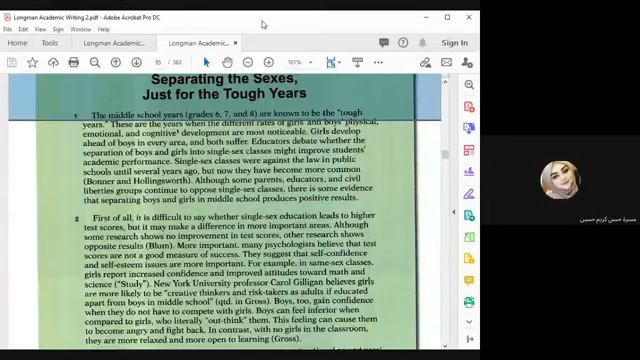 Longman Academic Writing 2.pdf - Adobe Acrobat Pro DC
File Edit View Sign Window Help
Home Tools Longman Academic... Longman Academic... ×
Sign In
95 / 363 101%
Separating the Sexes,
Just for the Tough Years
1 The middle school years (grades 6, 7, and 8) are known to be the "tough
years." These are the years when the different rates of girls' and boys' physical,
emotional, and cognitive¹ development are most noticeable. Girls develop
ahead of boys in every area, and both suffer. Educators debate whether the
separation of boys and girls into single-sex classes might improve students'
academic performance. Single-sex classes were against the law in public
schools until several years ago, but now they have become more common
(Bonner and Hollingsworth). Although some parents, educators, and civil
liberties groups continue to oppose single-sex classes, there is some evidence
that separating boys and girls in middle school produces positive results.
2 First of all, it is difficult to say whether single-sex education leads to higher
test scores, but it may make a difference in more important areas. Although
some research shows no improvement in test scores, other research shows
opposite results (Blum). More important, many psychologists believe that test
scores are not a good measure of success. They suggest that self-confidence
and self-esteem issues are more important. For example, in same-sex classes,
girls report increased confidence and improved attitudes toward math and
science ("Study"). New York University professor Carol Gilligan believes girls
are more likely to be "creative thinkers and risk-takers as adults if educated
apart from boys in middle school" (qtd. in Gross). Boys, too, gain confidence
when they do not have to compete with girls. Boys can feel inferior when
compared to girls, who literally "out-think" them. This feeling can cause them
to become angry and fight back. In contrast, with no girls in the classroom,
they are more relaxed and more open to learning (Gross).
مسرة حسن كريم حسين